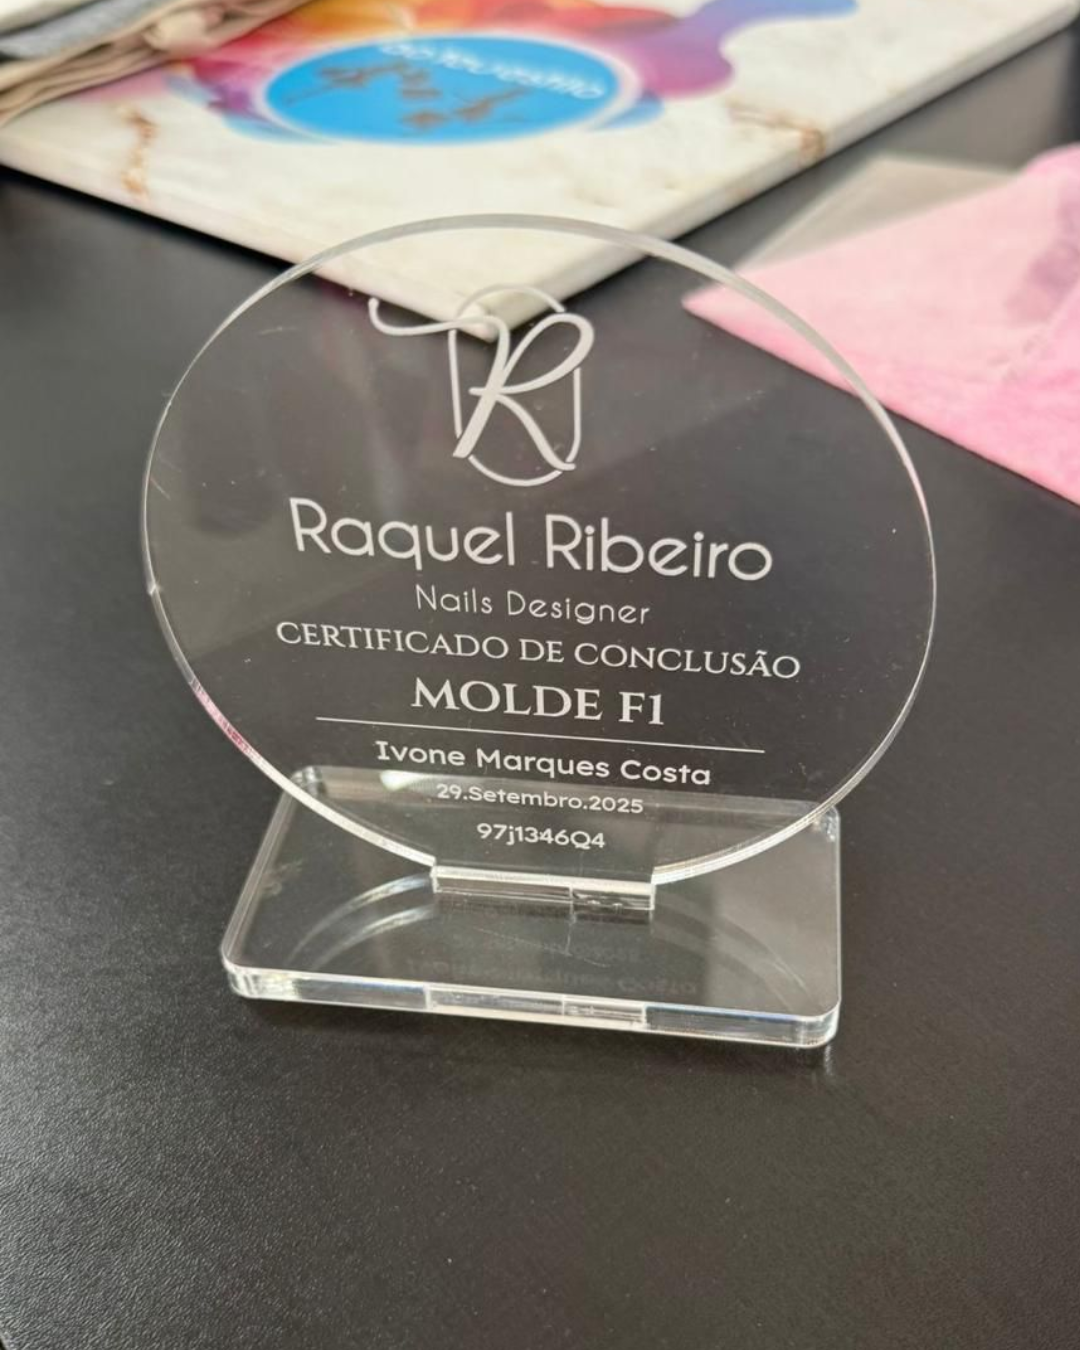 R
Raquel Ribeiro
Nails Designer
CERTIFICADO DE CONCLUSÃO
MOLDE F1
Ivone Marques Costa
29.Setembro.2025
97j1346Q4